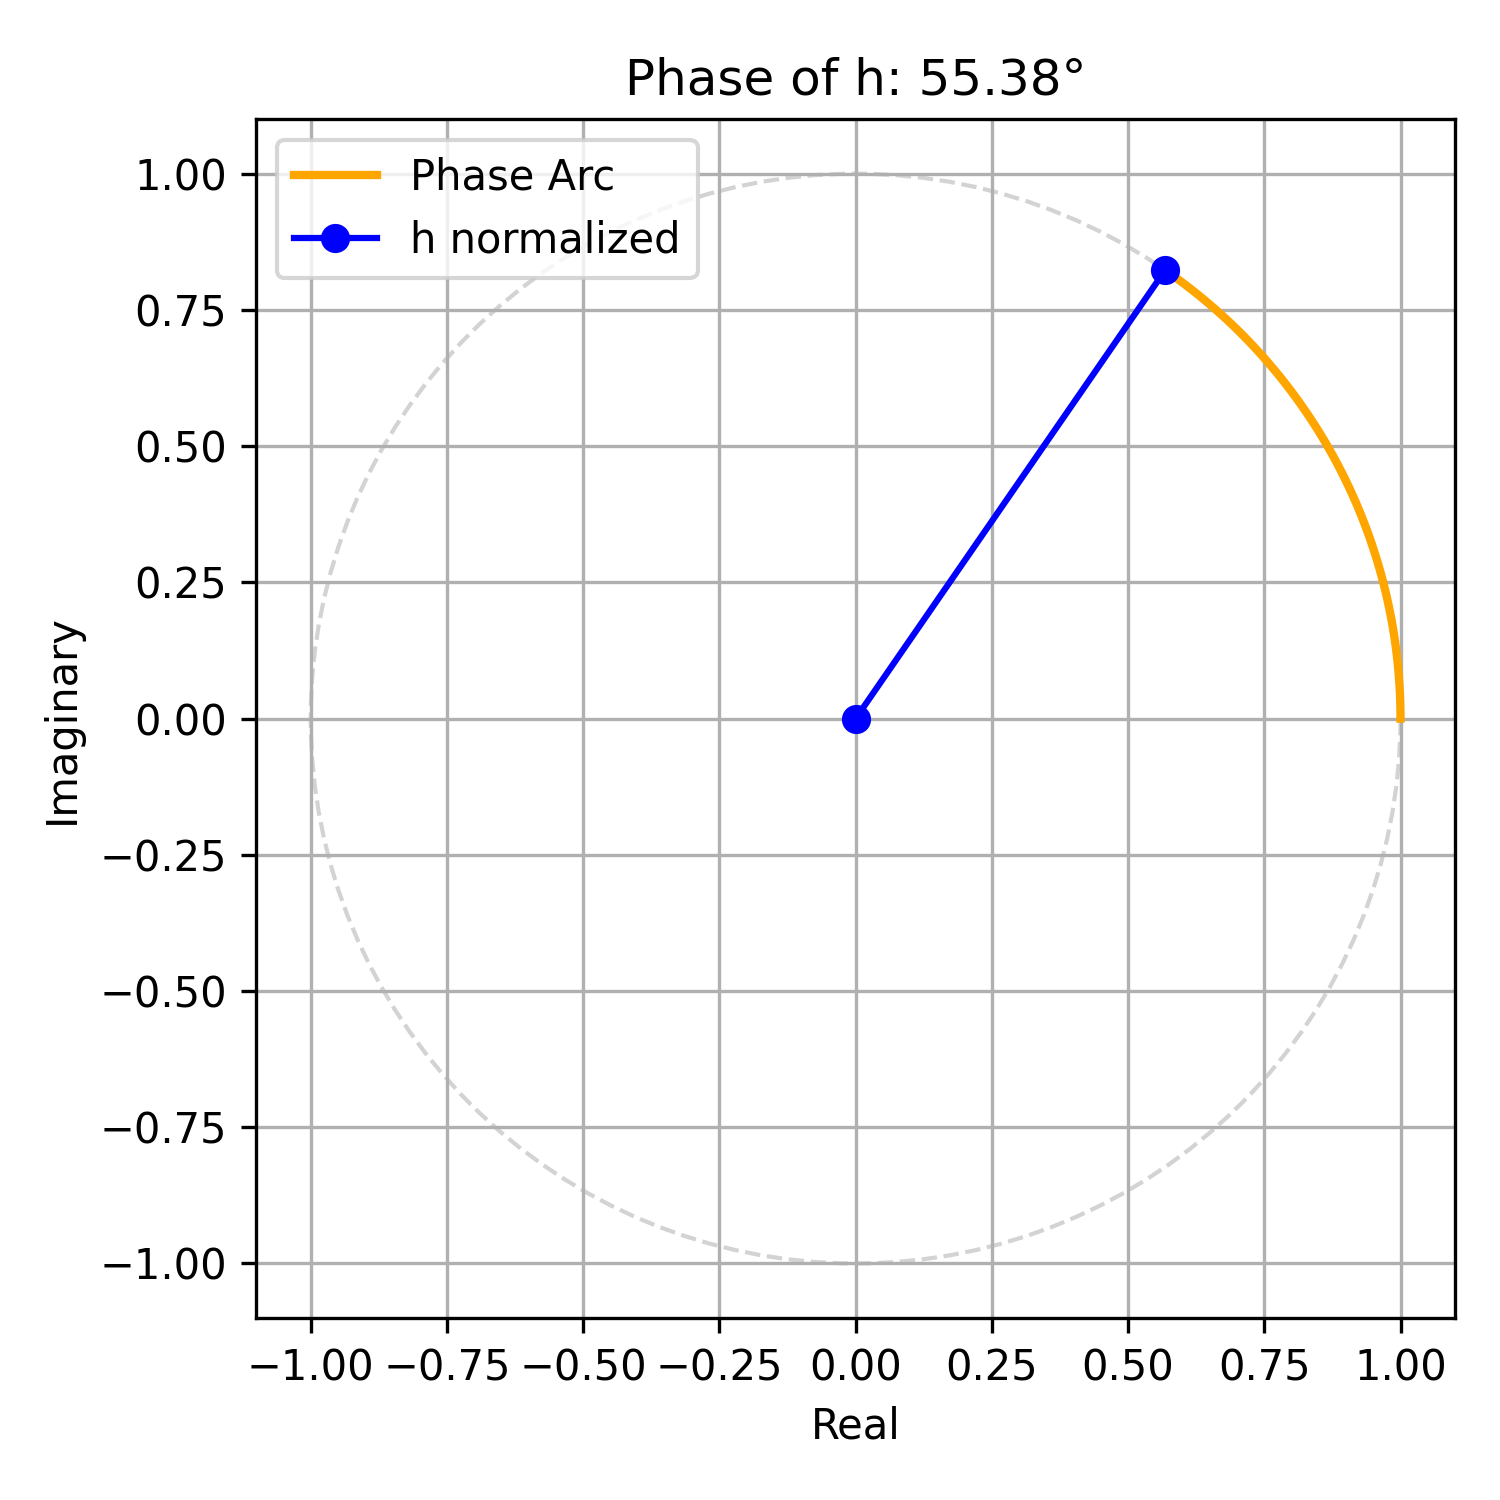 Phase of h: 55.38°
Phase Arc
h normalized
1.00
0.75
0.50
0.25
0.00
−0.25
−0.50
−0.75
−1.00
Imaginary
−1.00 −0.75 −0.50 −0.25 0.00 0.25 0.50 0.75 1.00
Real